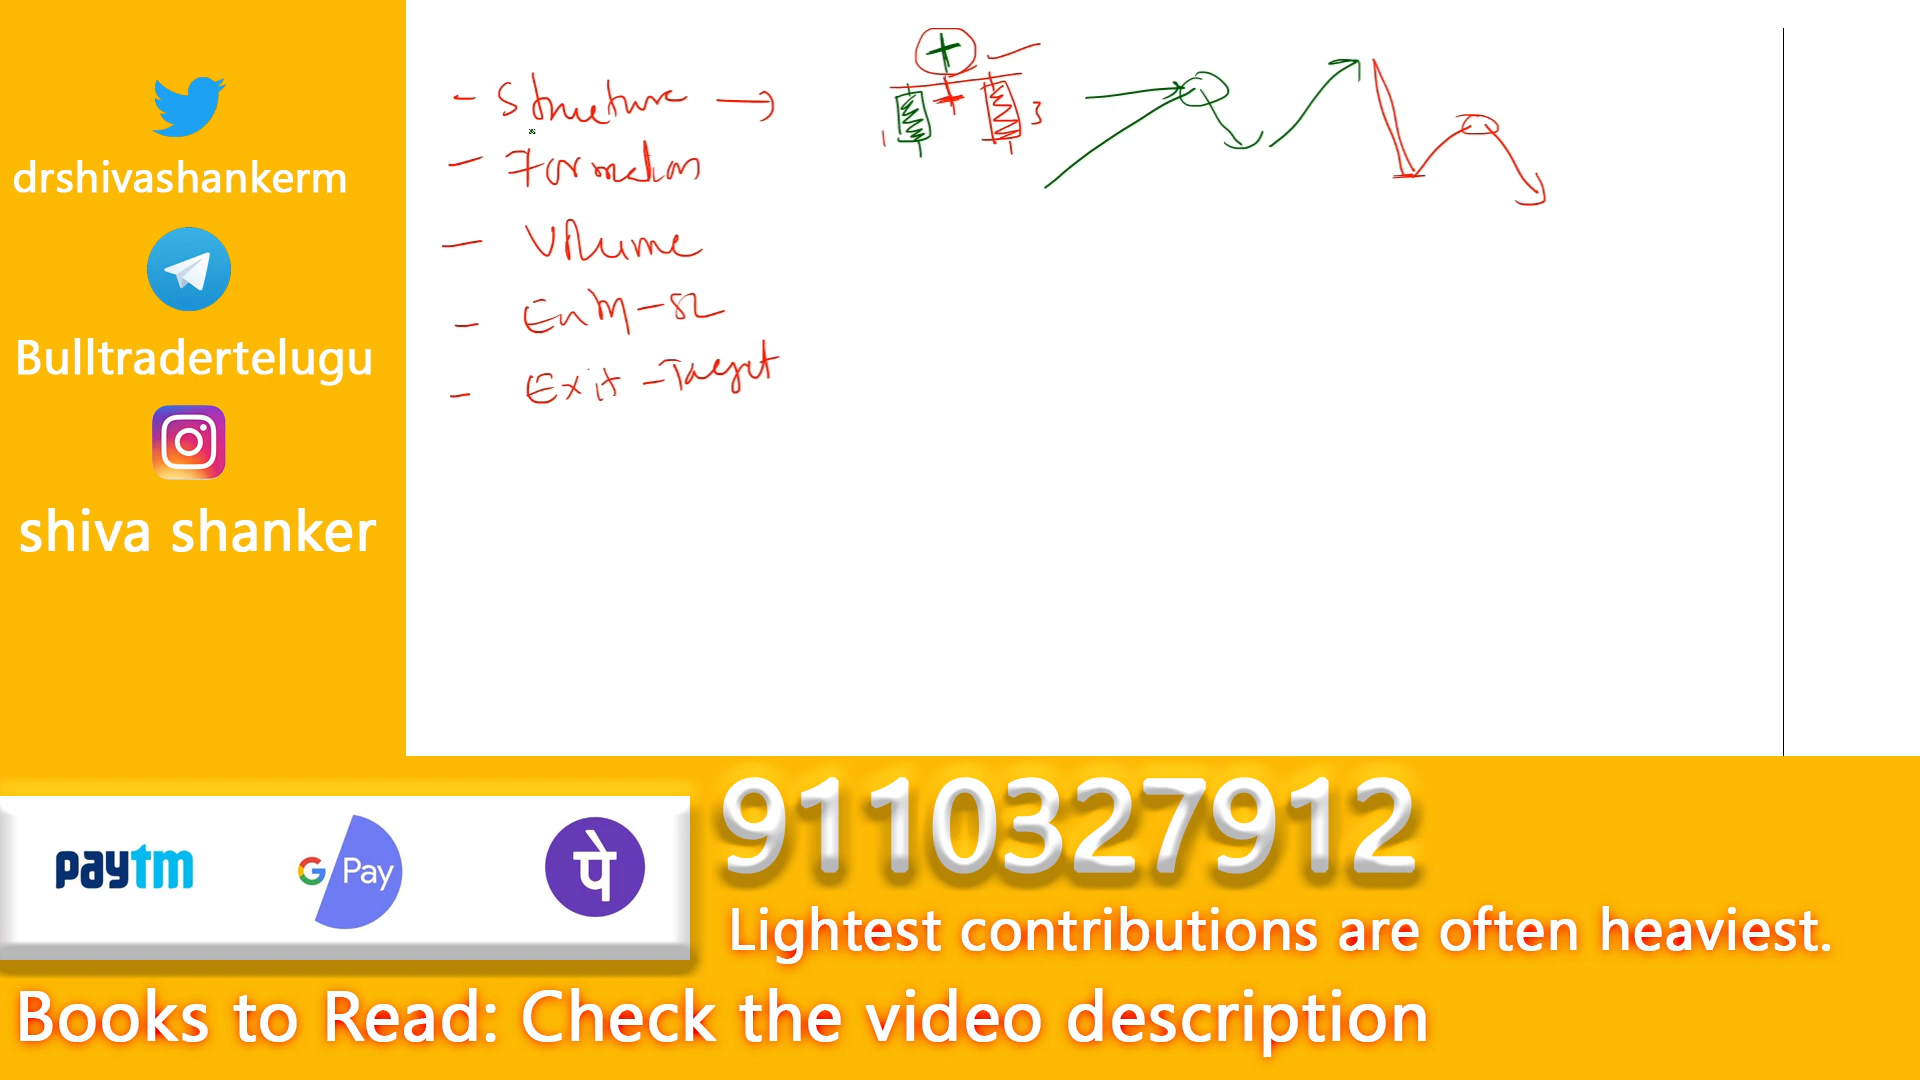 drshivashankerm
Bulltradertelugu
shiva shanker
- Structure →
- Formation
- Volume
- Entry - SL
- Exit - Target
1
3
paytm
G Pay
पे
9110327912
Lightest contributions are often heaviest.
Books to Read: Check the video description